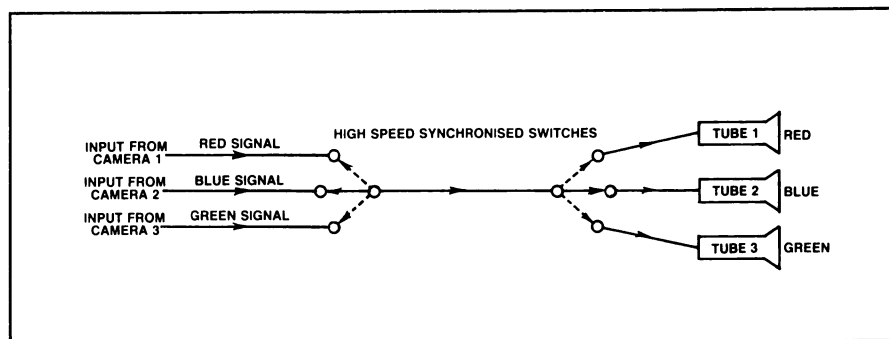 HIGH SPEED SYNCHRONISED SWITCHES
INPUT FROM
CAMERA 1
RED SIGNAL
INPUT FROM
CAMERA 2
BLUE SIGNAL
INPUT FROM
CAMERA 3
GREEN SIGNAL
TUBE 1
RED
TUBE 2
BLUE
TUBE 3
GREEN